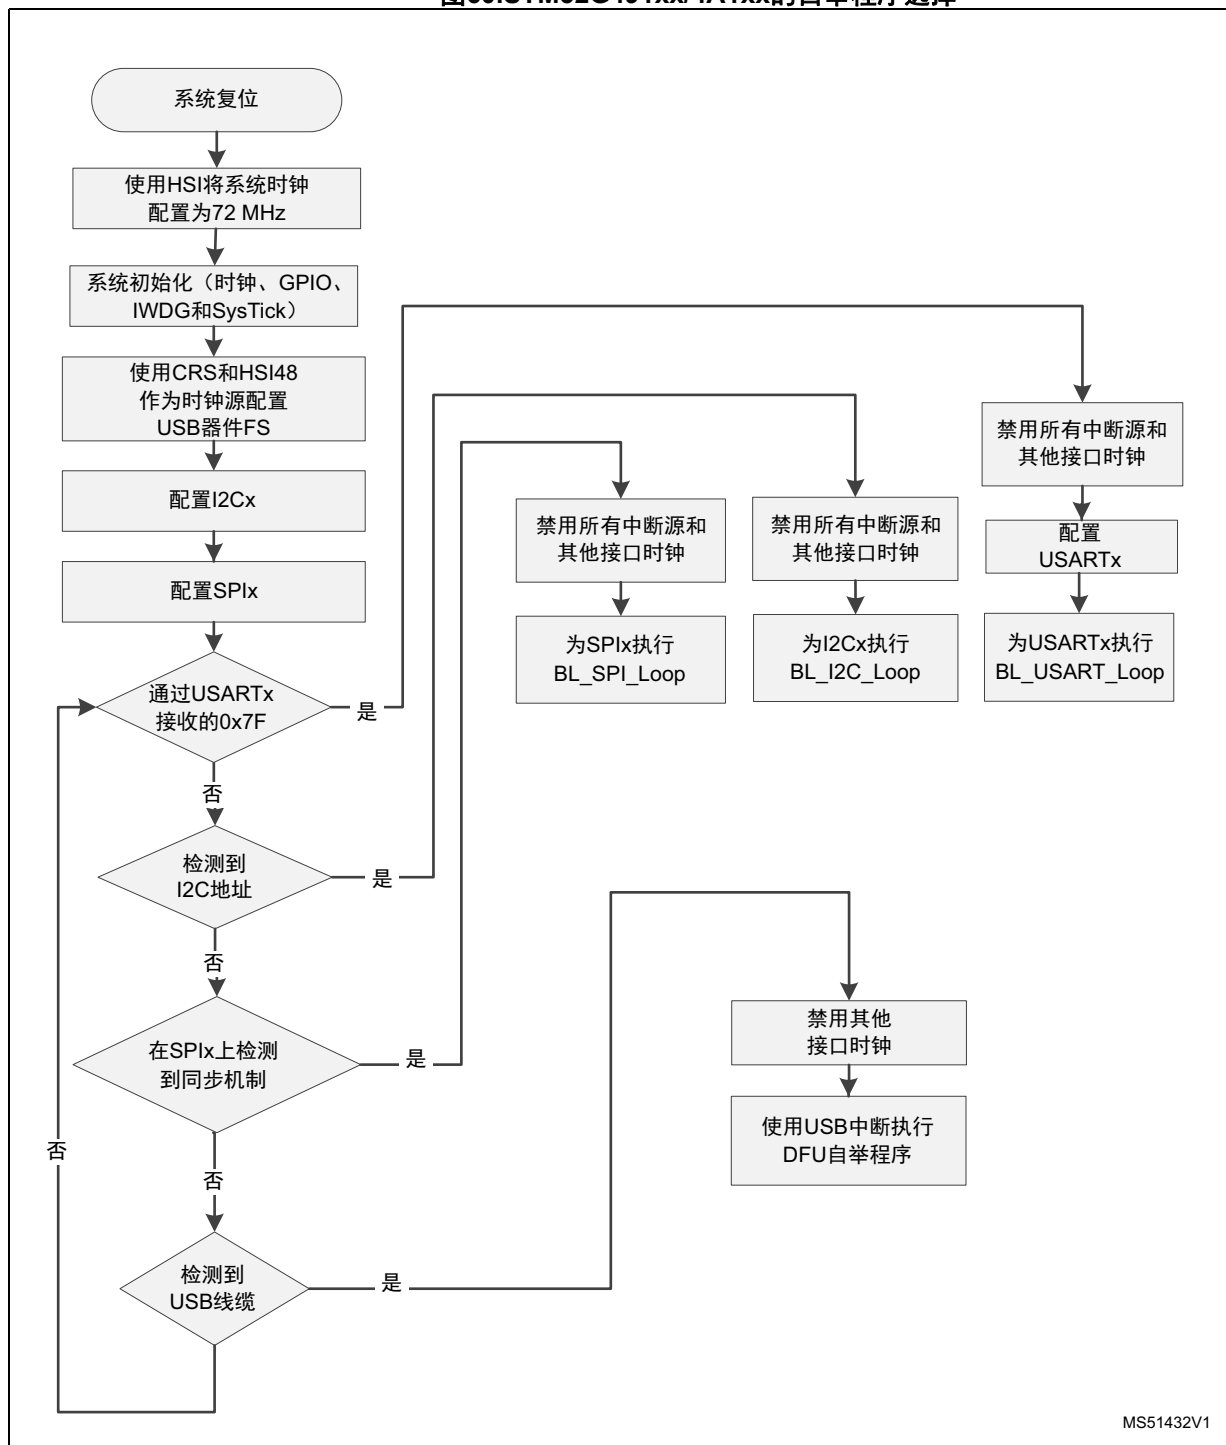 系统复位
使用HSI将系统时钟
配置为72 MHz
系统初始化（时钟、GPIO、
IWDG和SysTick）
使用CRS和HSI48
作为时钟源配置
USB器件FS
配置I2Cx
配置SPIx
通过USARTx
接收的0x7F
是
否
检测到
I2C地址
是
否
在SPIx上检测
到同步机制
是
否
检测到
USB线缆
是
否
禁用所有中断源和
其他接口时钟
为SPIx执行
BL_SPI_Loop
禁用所有中断源和
其他接口时钟
为I2Cx执行
BL_I2C_Loop
禁用所有中断源和
其他接口时钟
配置
USARTx
为USARTx执行
BL_USART_Loop
禁用其他
接口时钟
使用USB中断执行
DFU自举程序
MS51432V1